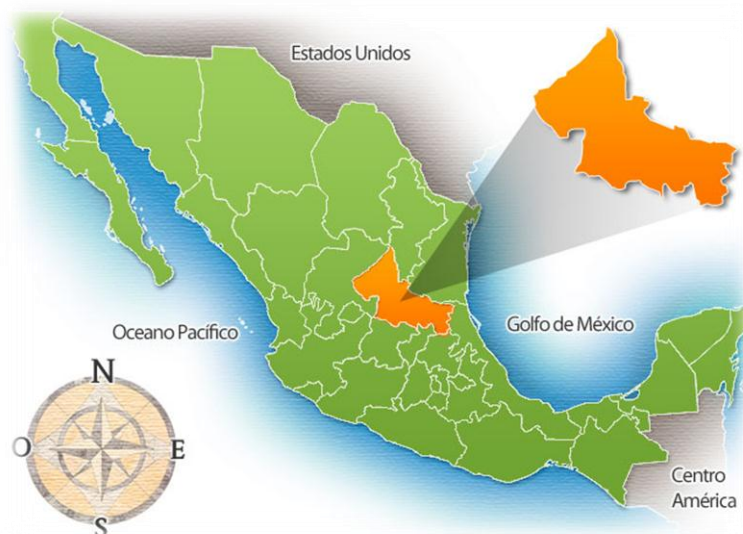 Estados Unidos
Oceano Pacífico
Golfo de México
N
O
E
S
Centro
América